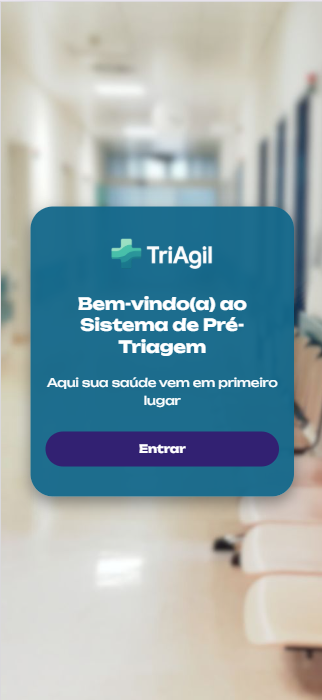 TriAgil
Bem-vindo(a) ao
Sistema de Pré-
Triagem
Aqui sua saúde vem em primeiro
lugar
Entrar